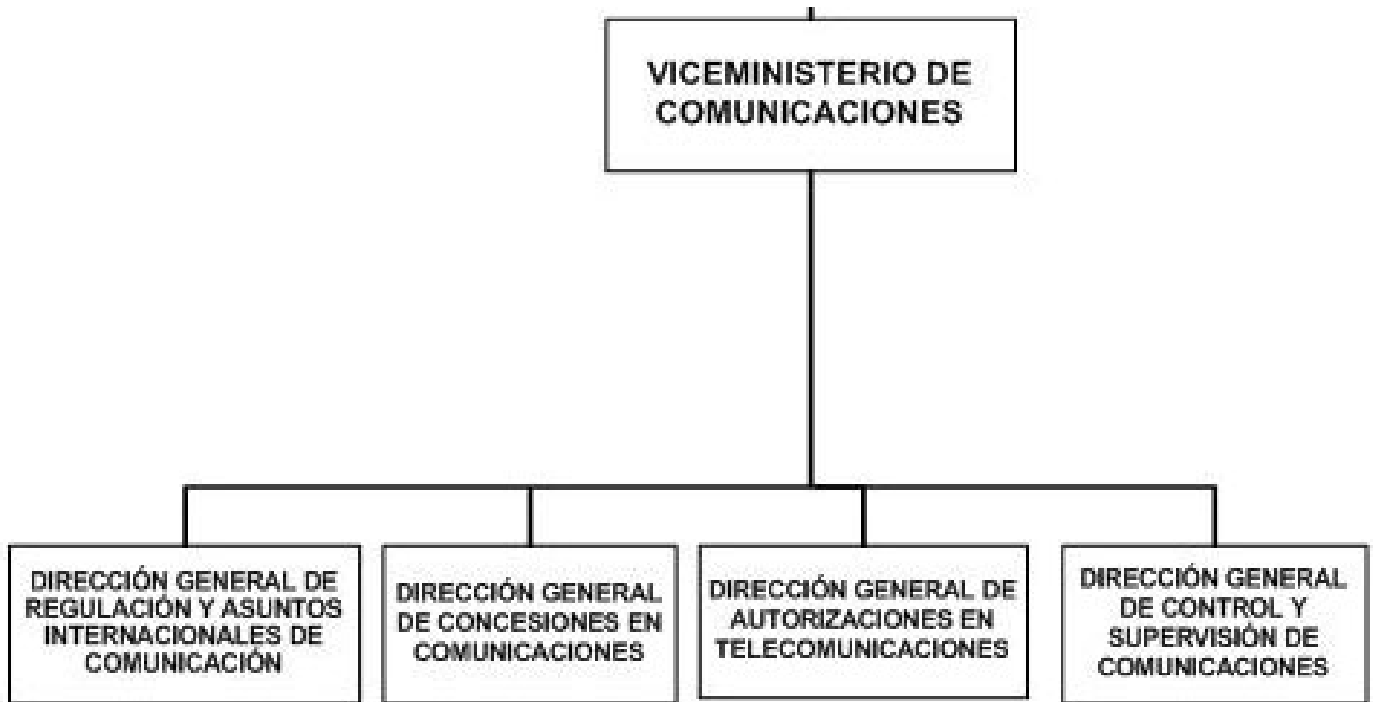 VICEMINISTERIO DE
COMUNICACIONES
DIRECCIÓN GENERAL DE
REGULACIÓN Y ASUNTOS
INTERNACIONALES DE
COMUNICACIÓN
DIRECCIÓN GENERAL
DE CONCESIONES EN
COMUNICACIONES
DIRECCIÓN GENERAL DE
AUTORIZACIONES EN
TELECOMUNICACIONES
DIRECCIÓN GENERAL
DE CONTROL Y
SUPERVISIÓN DE
COMUNICACIONES